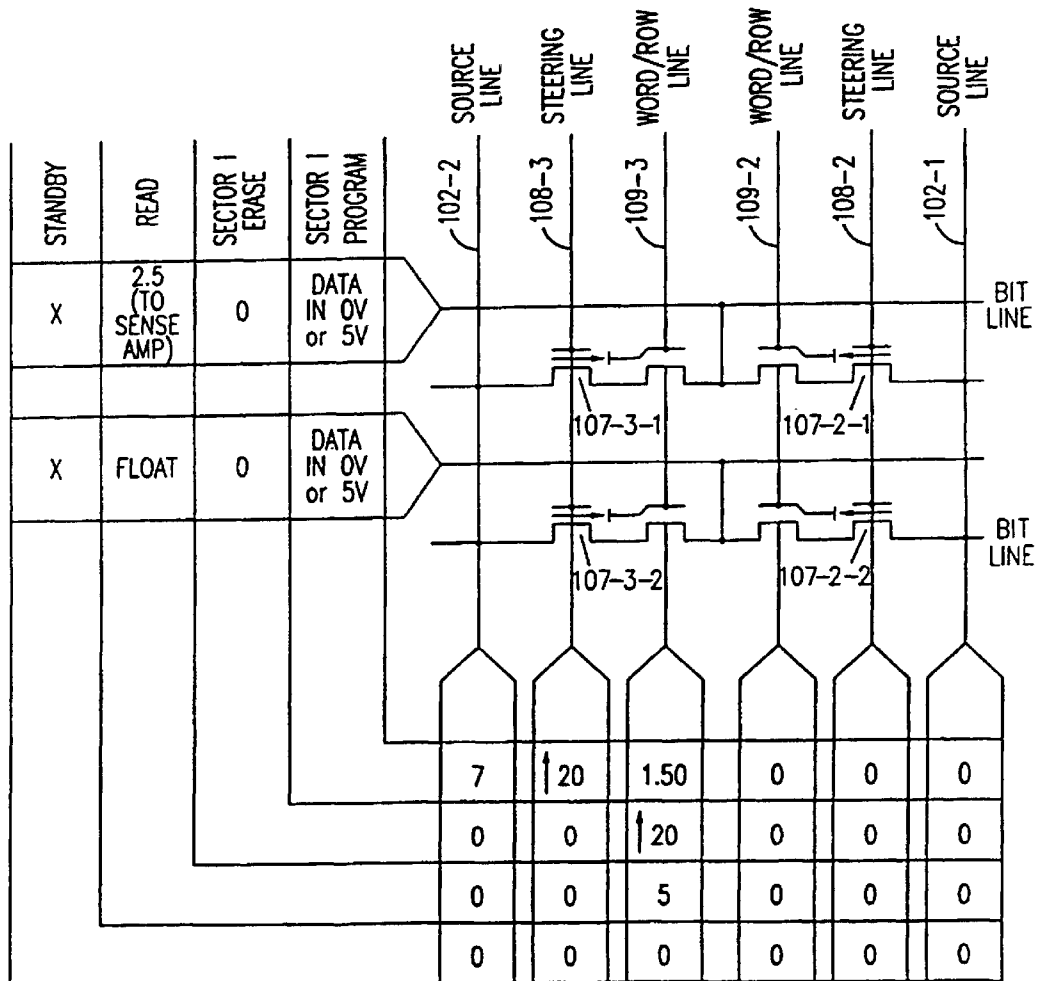 SOURCE
LINE
STEERING
LINE
WORD/ROW
LINE
WORD/ROW
LINE
STEERING
LINE
SOURCE
LINE
STANDBY
READ
SECTOR 1
ERASE
SECTOR 1
PROGRAM
102-2
108-3
109-3
109-2
108-2
102-1
X
2.5
(TO
SENSE
AMP)
0
DATA
IN 0V
or 5V
BIT
LINE
107-3-1
107-2-1
X
FLOAT
0
DATA
IN 0V
or 5V
BIT
LINE
107-3-2
107-2-2
7 ↑20 1.50 0 0 0
0 0 ↑20 0 0 0
0 0 5 0 0 0
0 0 0 0 0 0